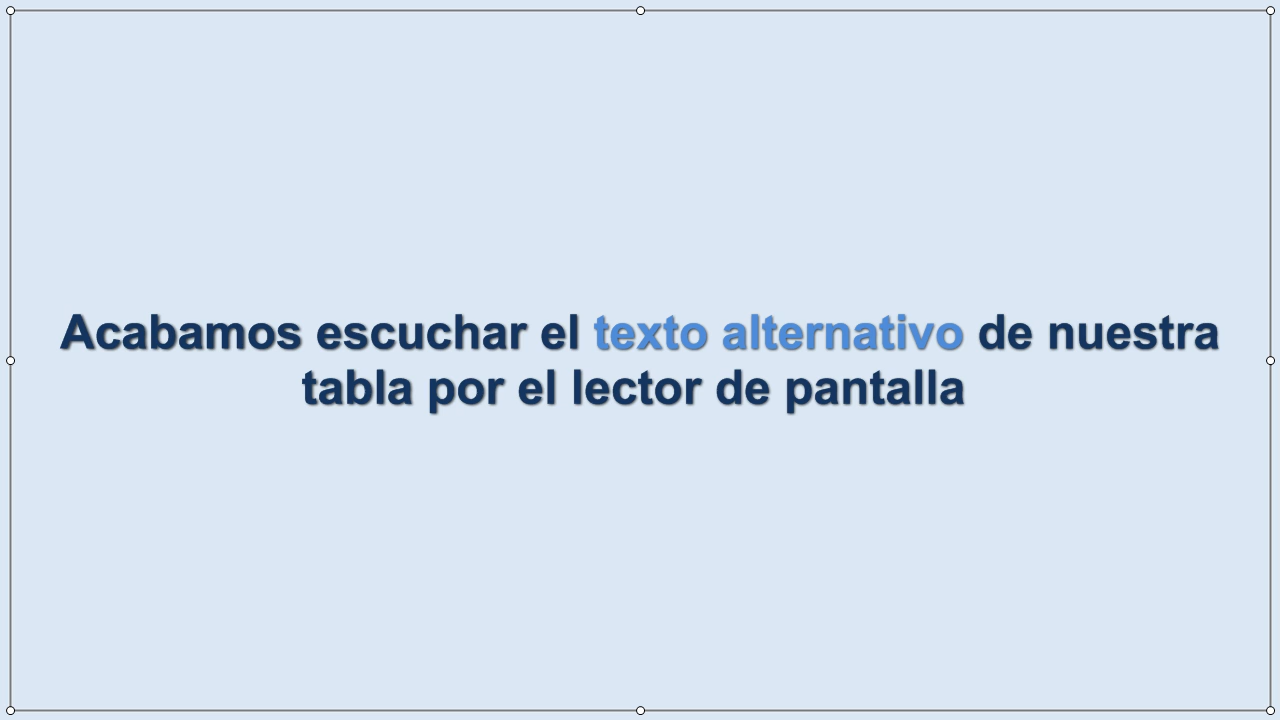 Acabamos escuchar el texto alternativo de nuestra
tabla por el lector de pantalla